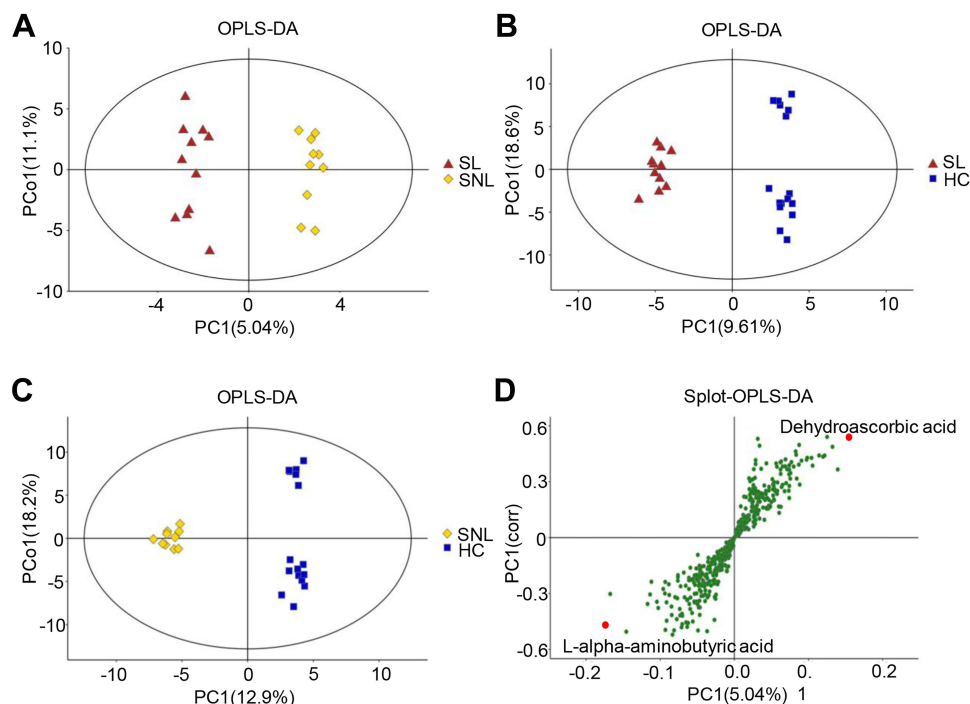 A
OPLS-DA
10
5
0
-5
-10
PCo1(11.1%)
-4
0
4
PC1(5.04%)
SL
SNL
B
OPLS-DA
10
5
0
-5
-10
PCo1(18.6%)
-10
-5
0
5
10
PC1(9.61%)
SL
HC
C
OPLS-DA
10
5
0
-5
-10
PCo1(18.2%)
-10
-5
0
5
10
PC1(12.9%)
SNL
HC
D
Splot-OPLS-DA
0.6
0.3
0
-0.3
-0.6
PC1(corr)
Dehydroascorbic acid
L-alpha-aminobutyric acid
-0.2
-0.1
0.0
0.1
0.2
PC1(5.04%) 1